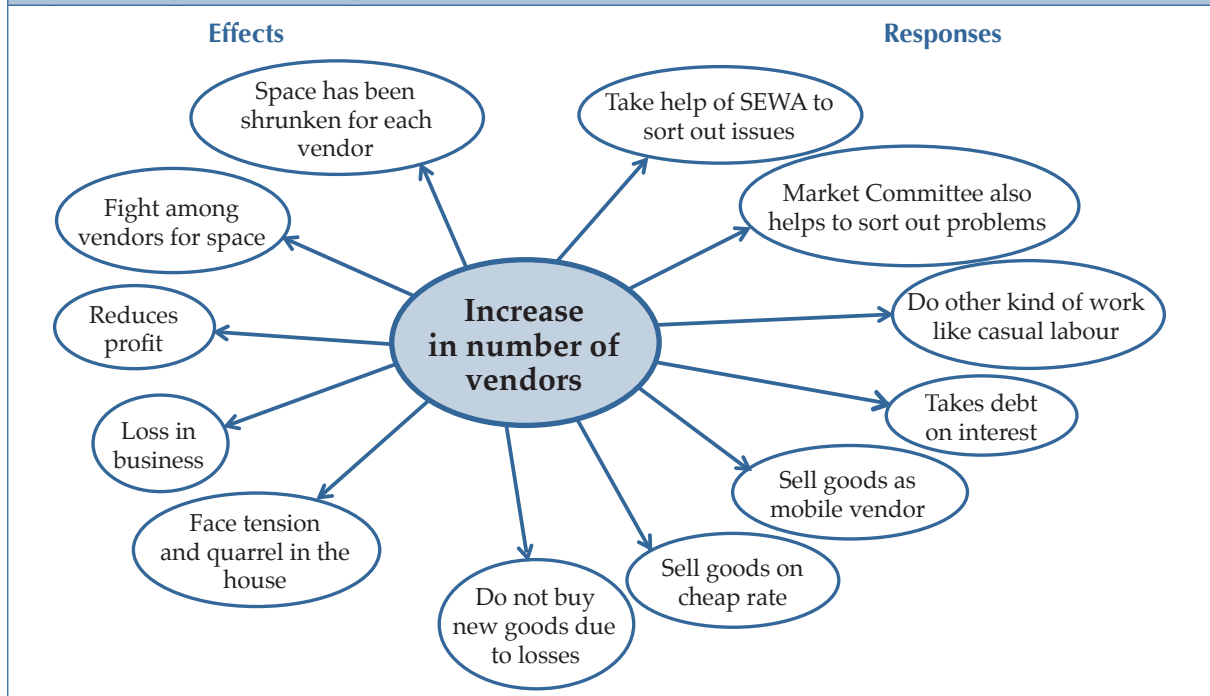 Effects
Responses
Space has been
shrunken for each
vendor
Fight among
vendors for space
Reduces
profit
Loss in
business
Face tension
and quarrel in the
house
Increase
in number of
vendors
Do not buy
new goods due
to losses
Take help of SEWA to
sort out issues
Market Committee also
helps to sort out problems
Do other kind of work
like casual labour
Takes debt
on interest
Sell goods as
mobile vendor
Sell goods on
cheap rate